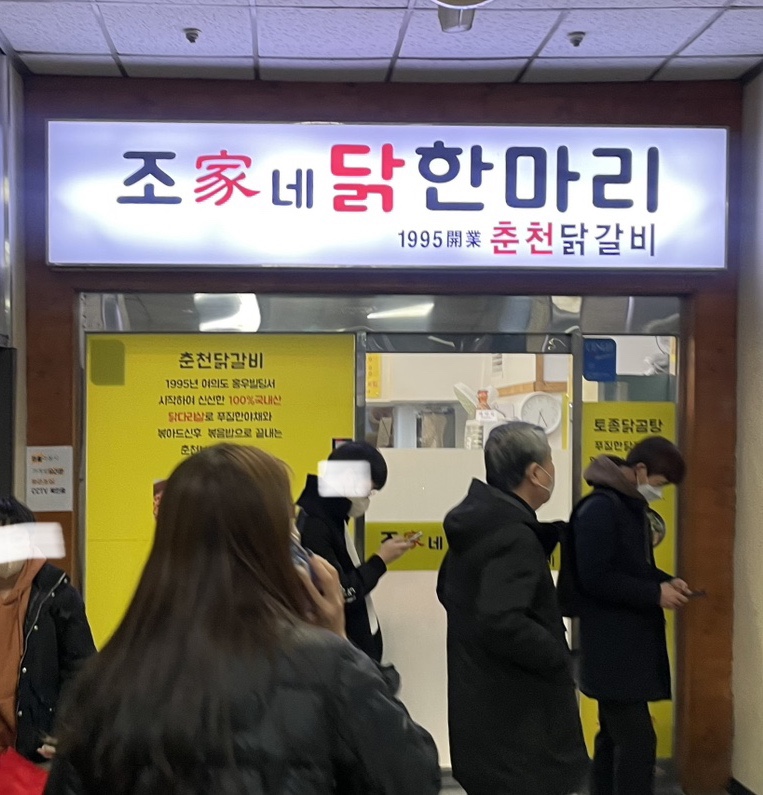 조家네 닭한마리
1995開業 춘천닭갈비
춘천닭갈비
1995년 여의도 홍우빌딩서
시작하여 신선한 100%국내산
닭다리살로 푸짐한야채와
볶아드신후 볶음밥으로 끝내는
토종닭곰탕
조家네
CCTV